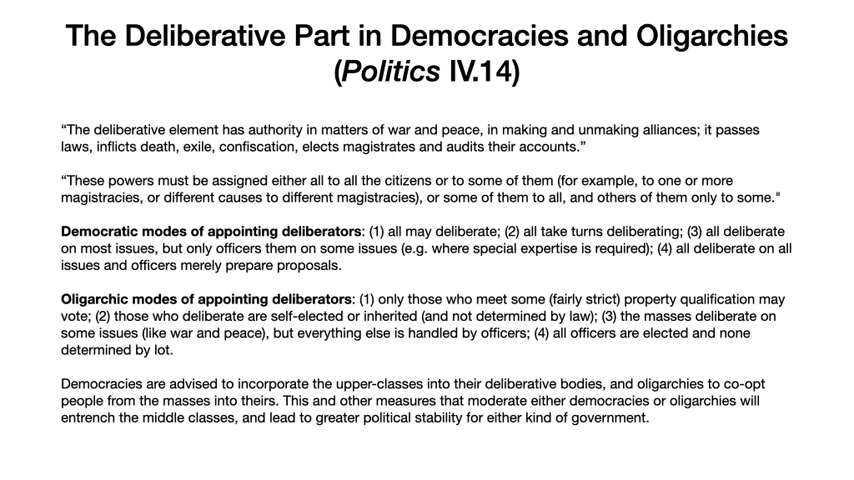 The Deliberative Part in Democracies and Oligarchies
(Politics IV.14)
“The deliberative element has authority in matters of war and peace, in making and unmaking alliances; it passes
laws, inflicts death, exile, confiscation, elects magistrates and audits their accounts.”
“These powers must be assigned either all to all the citizens or to some of them (for example, to one or more
magistracies, or different causes to different magistracies), or some of them to all, and others of them only to some."
Democratic modes of appointing deliberators: (1) all may deliberate; (2) all take turns deliberating; (3) all deliberate
on most issues, but only officers them on some issues (e.g. where special expertise is required); (4) all deliberate on all
issues and officers merely prepare proposals.
Oligarchic modes of appointing deliberators: (1) only those who meet some (fairly strict) property qualification may
vote; (2) those who deliberate are self-elected or inherited (and not determined by law); (3) the masses deliberate on
some issues (like war and peace), but everything else is handled by officers; (4) all officers are elected and none
determined by lot.
Democracies are advised to incorporate the upper-classes into their deliberative bodies, and oligarchies to co-opt
people from the masses into theirs. This and other measures that moderate either democracies or oligarchies will
entrench the middle classes, and lead to greater political stability for either kind of government.